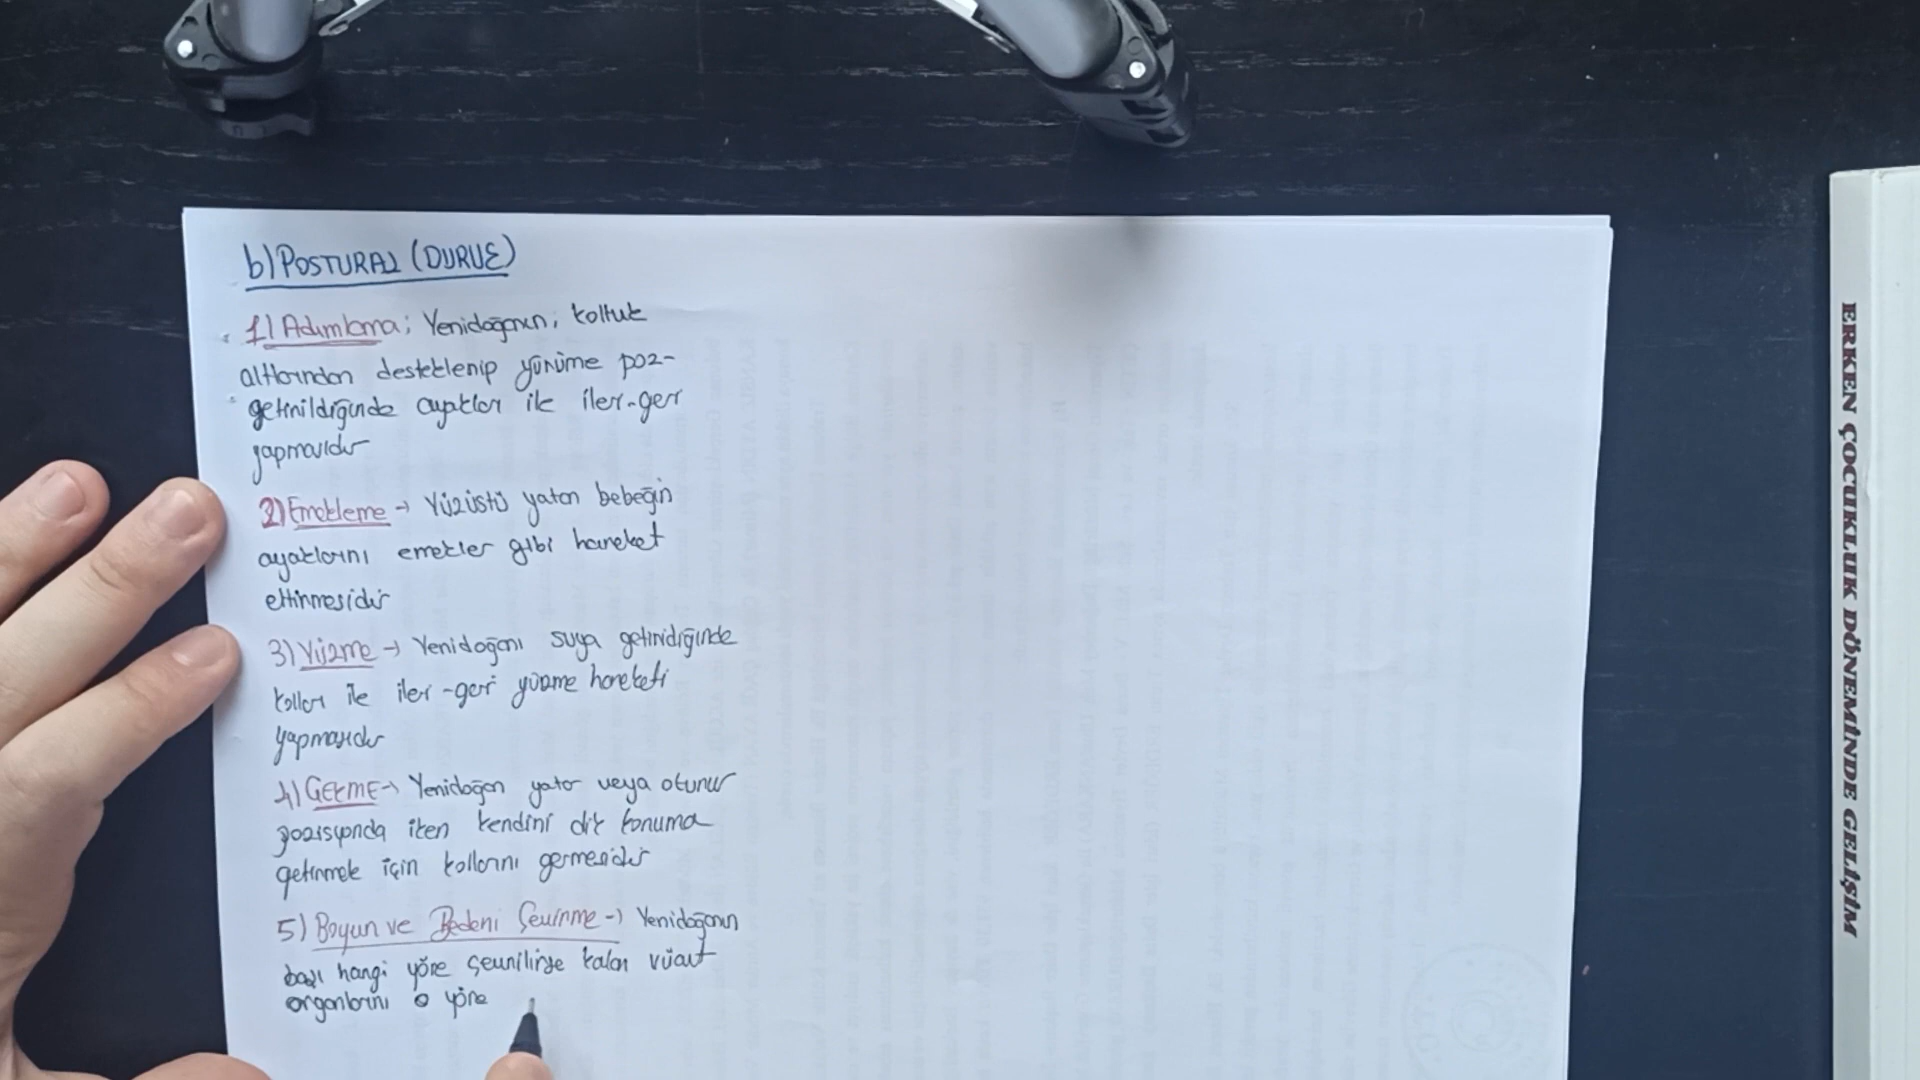 b) POSTURAL (DURUŞ)
1) Adımlama; Yenidoğanın, koltuk
altlarından desteklenip yürüme poz-
getirildiğinde ayakları ile ileri-geri
yapmasıdır
2) Emekleme → Yüzüstü yatan bebeğin
ayaklarını emekler gibi hareket
ettirmesidir
3) Yüzme → Yenidoğanı suya getirildiğinde
kolları ile ileri-geri yüzme hareketi
yapmasıdır
4) GERME → Yenidoğan yatar veya oturur
pozisyonda iken kendini dik konuma
getirmek için kollarını germesidir
5) Boyun ve Bedeni Çevirme → Yenidoğanın
başı hangi yöne çevrilirse kalan vücut
organlarını o yöne
ERKEN ÇOCUKLUK DÖNEMİNDE GELİŞİM